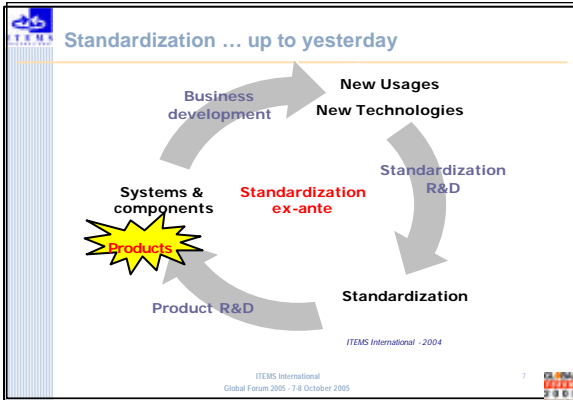 ITEMS
Standardization ... up to yesterday
Business
development
New Usages
New Technologies
Standardization
R&D
Systems &
components
Standardization
ex-ante
Products
Product R&D
Standardization
ITEMS International - 2004
ITEMS International
Global Forum 2005 - 7-8 October 2005
7